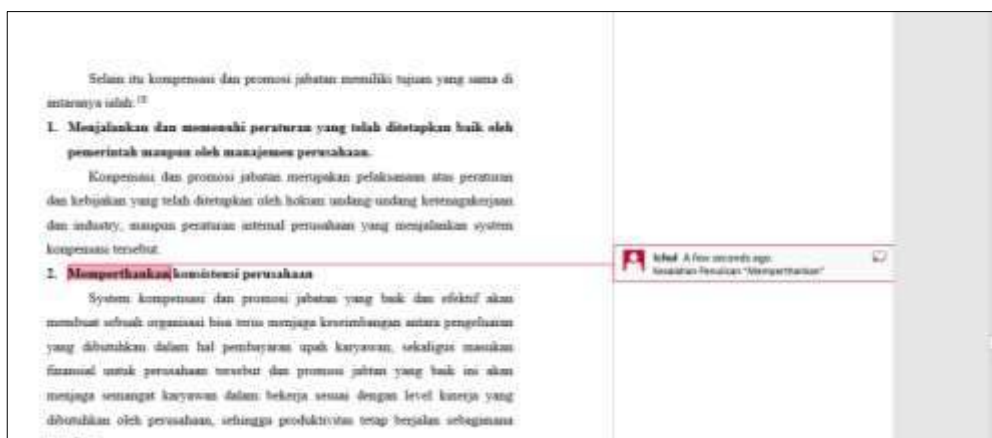 Selain itu kompensasi dan promosi jabatan memiliki tujuan yang sama di
antaranya ialah:
1. Menjalankan dan memenuhi peraturan yang telah ditetapkan baik oleh
pemerintah maupun oleh manajemen perusahaan.
Kompensasi dan promosi jabatan merupakan pelaksanaan atas peraturan
dan kebijakan yang telah ditetapkan oleh hokum undang-undang ketenagakerjaan
dan industry, maupun peraturan internal perusahaan yang menjalankan system
kompensasi tersebut.
2. Memperthankan konsistensi perusahaan
Ichul A few seconds ago
Kesalahan Penulisan "Memperthankan"
System kompensasi dan promosi jabatan yang baik dan efektif akan
membuat sebuah organisasi bisa terus menjaga keseimbangan antara pengeluaran
yang dibutuhkan dalam hal pembayaran upah karyawan, sekaligus masukan
finansial untuk perusahaan tersebut dan promosi jabtan yang baik ini akan
menjaga semangat karyawan dalam bekerja sesuai dengan level kinerja yang
dibutuhkan oleh perusahaan, sehingga produktivitas tetap berjalan sebagaimana